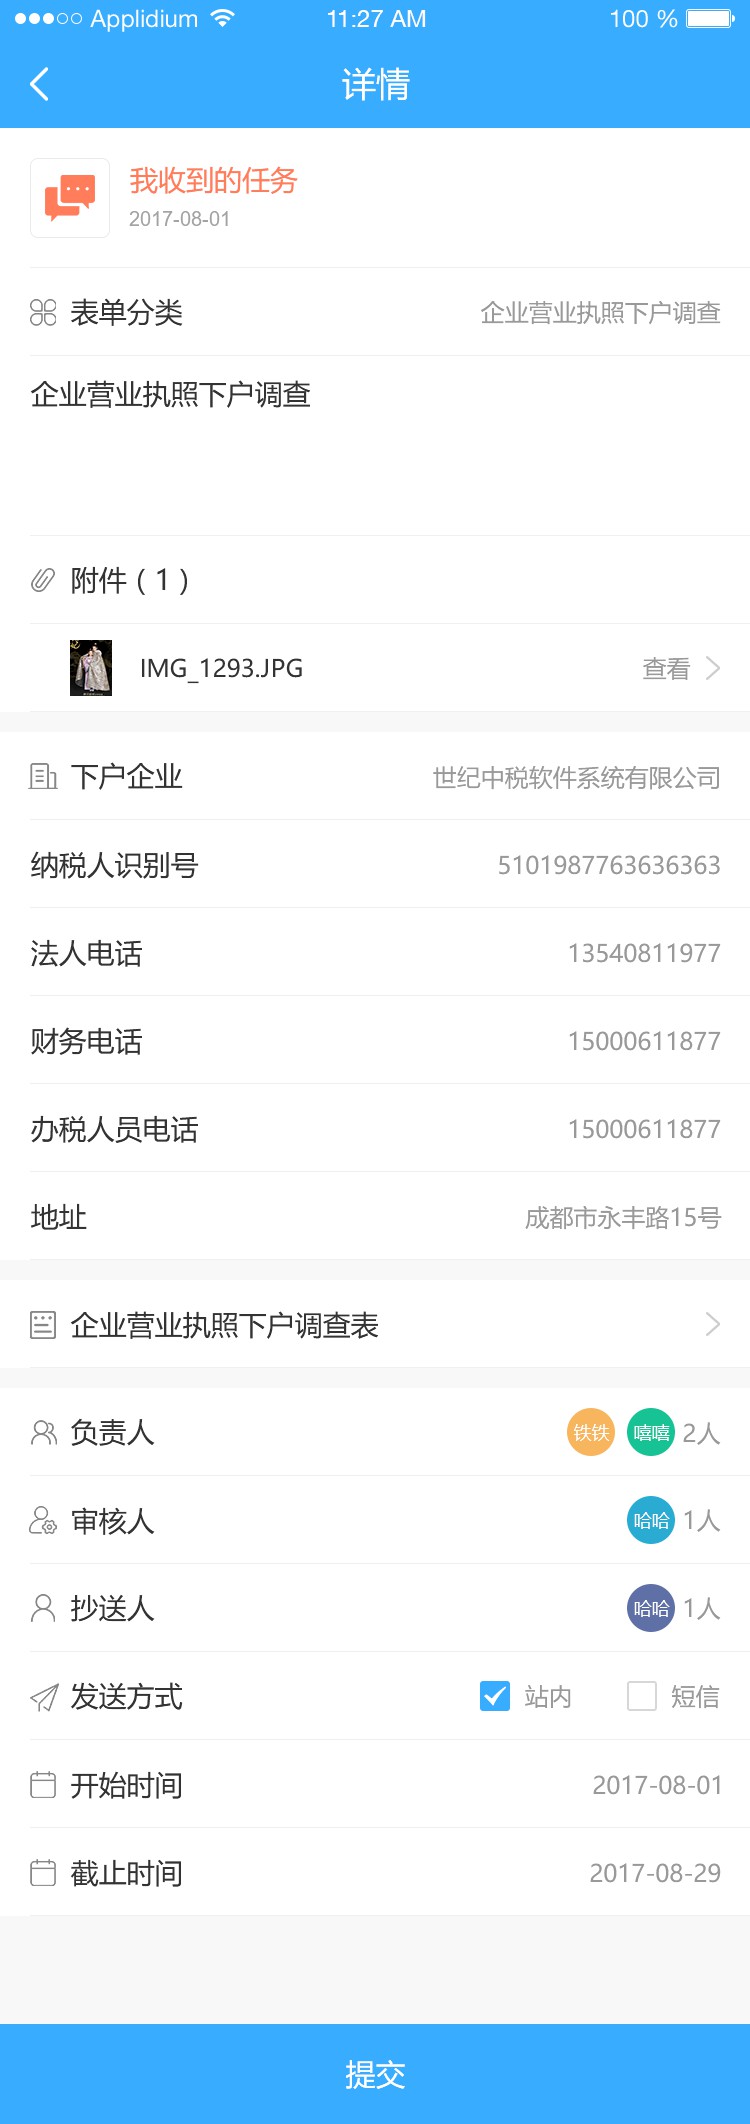 Applidium 11:27 AM 100 %
详情
我收到的任务
2017-08-01
表单分类 企业营业执照下户调查
企业营业执照下户调查
附件（1）
IMG_1293.JPG 查看
下户企业 世纪中税软件系统有限公司
纳税人识别号 5101987763636363
法人电话 13540811977
财务电话 15000611877
办税人员电话 15000611877
地址 成都市永丰路15号
企业营业执照下户调查表
负责人 铁铁 嘻嘻 2人
审核人 哈哈 1人
抄送人 哈哈 1人
发送方式 站内 短信
开始时间 2017-08-01
截止时间 2017-08-29
提交